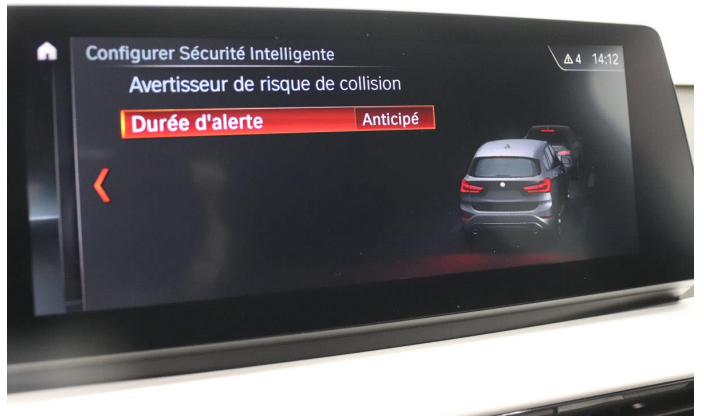 Configurer Sécurité Intelligente
4 14:12
Avertisseur de risque de collision
Durée d'alerte Anticipé